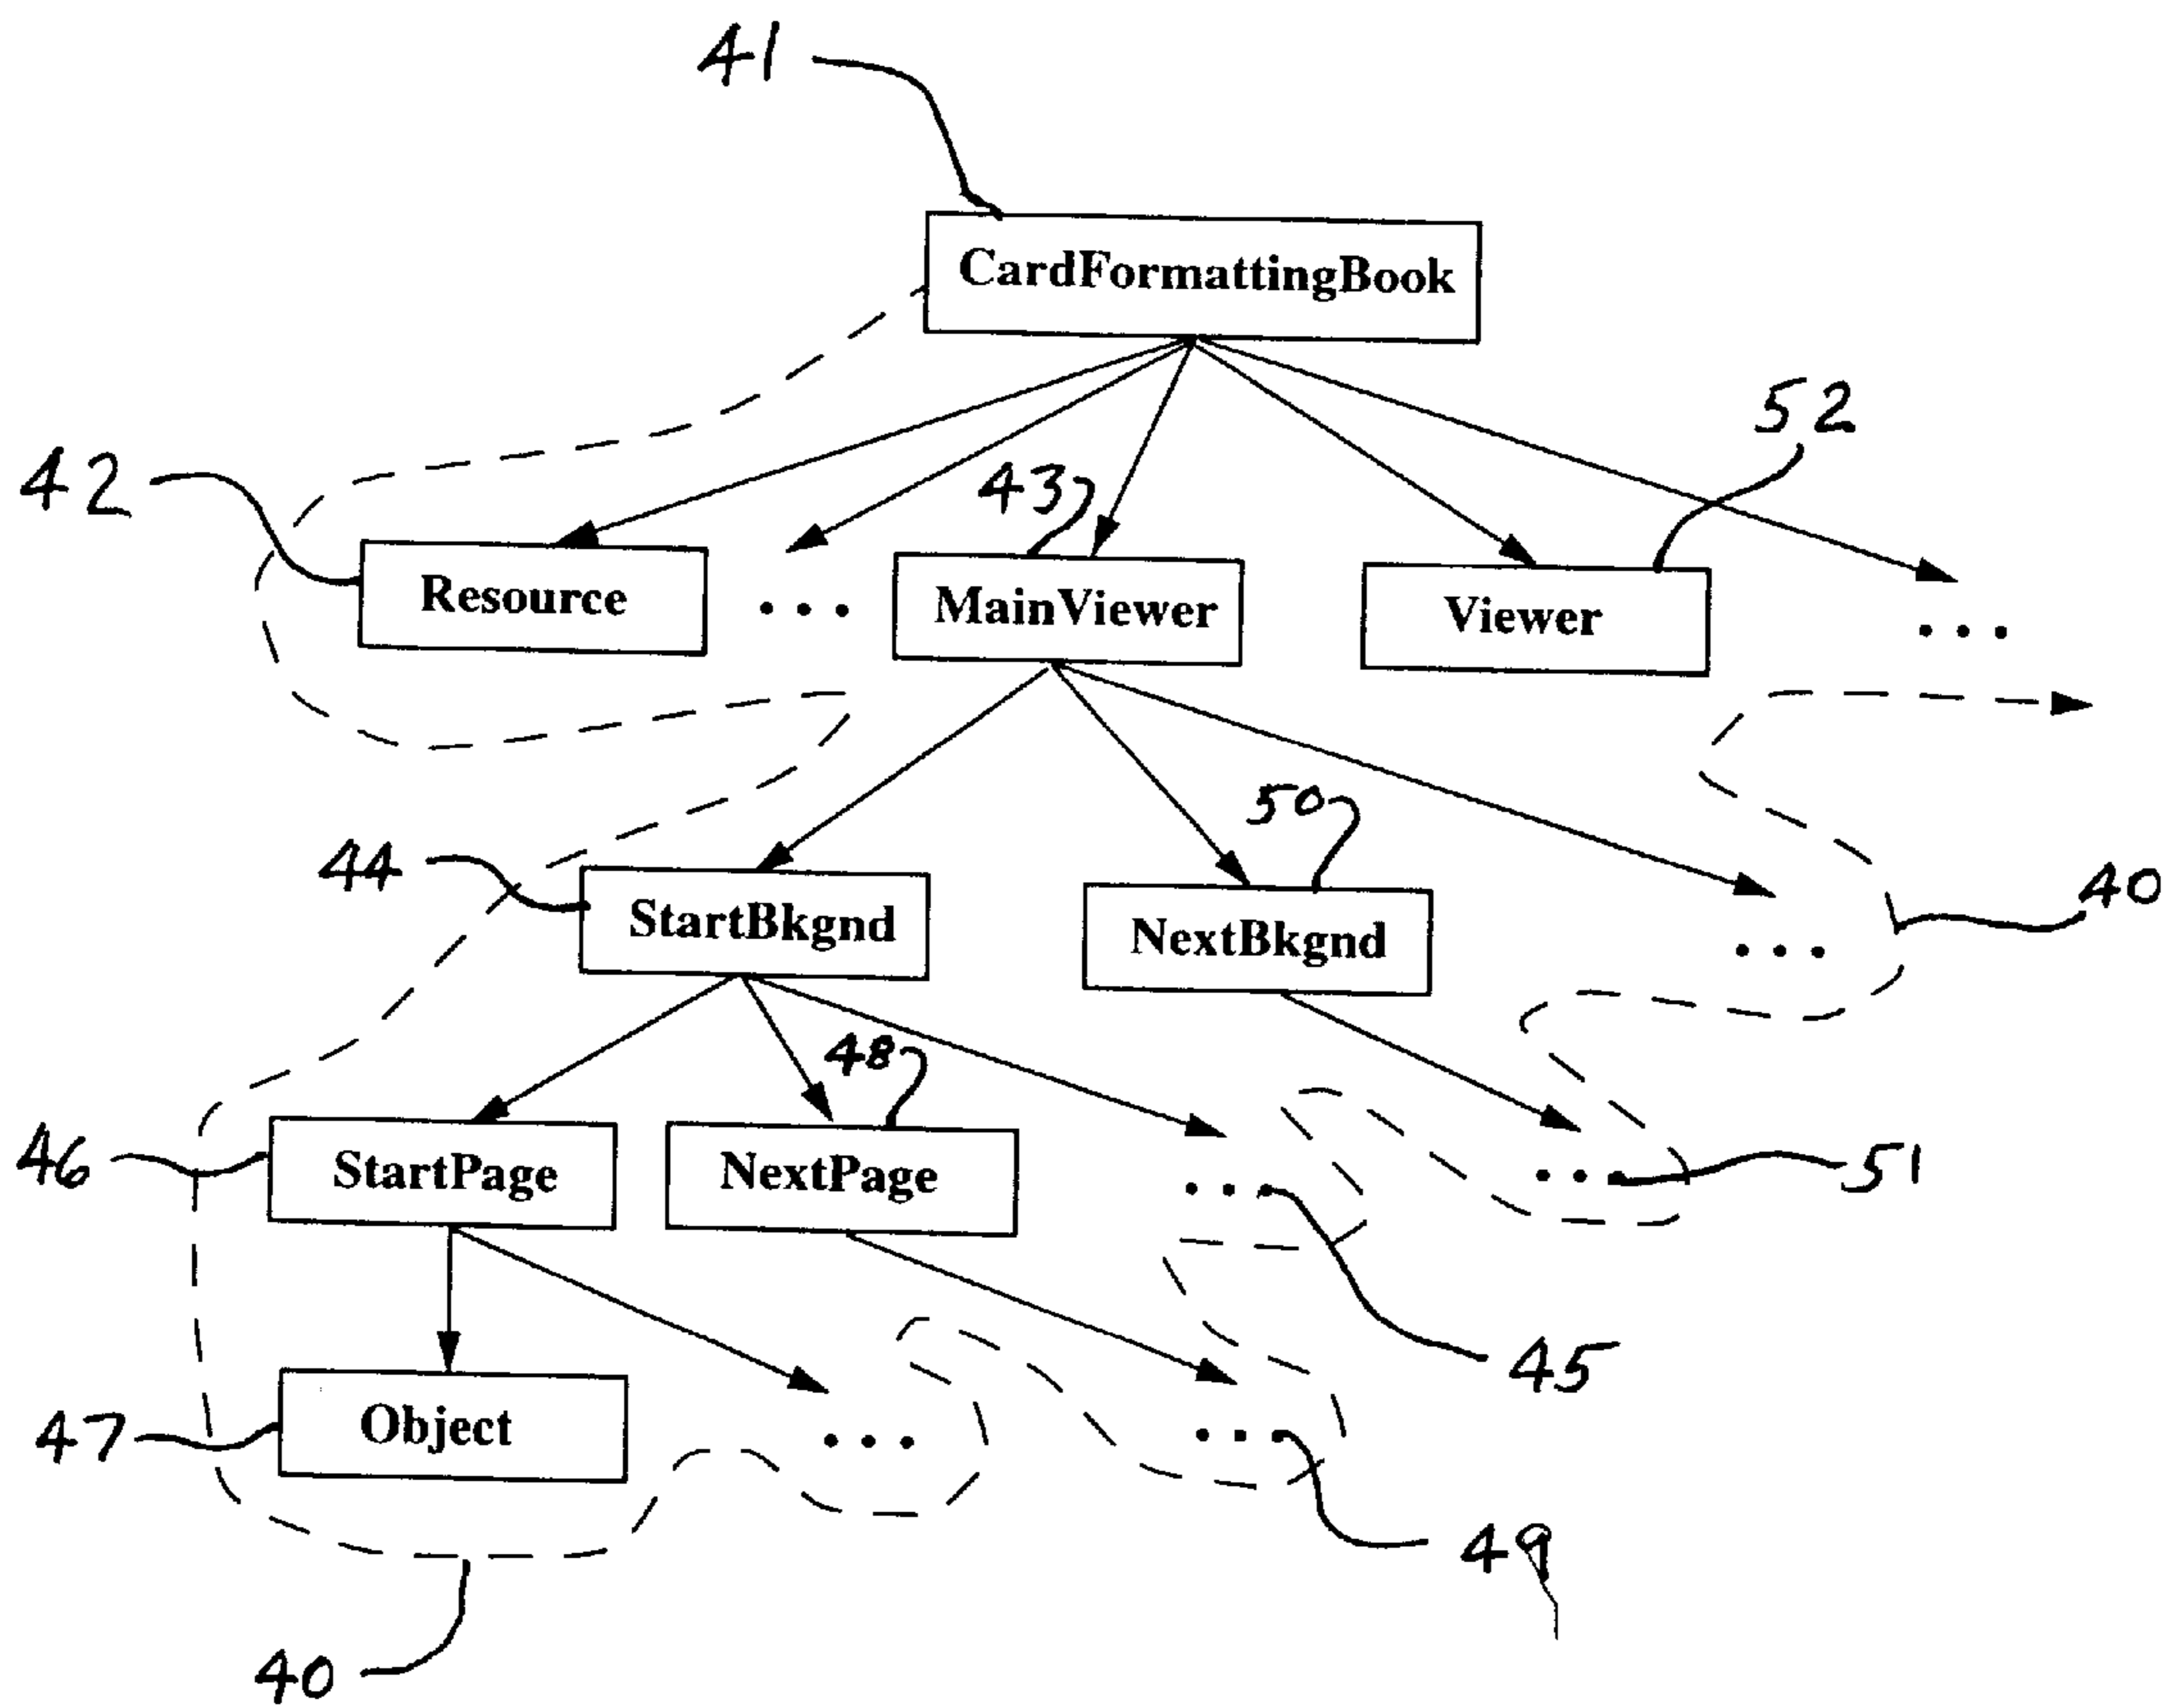 41
CardFormattingBook
52
42
43
Resource
...
MainViewer
Viewer
...
50
44
40
StartBkgnd
NextBkgnd
...
48
46
StartPage
NextPage
...
...
51
45
47
Object
...
...
49
40